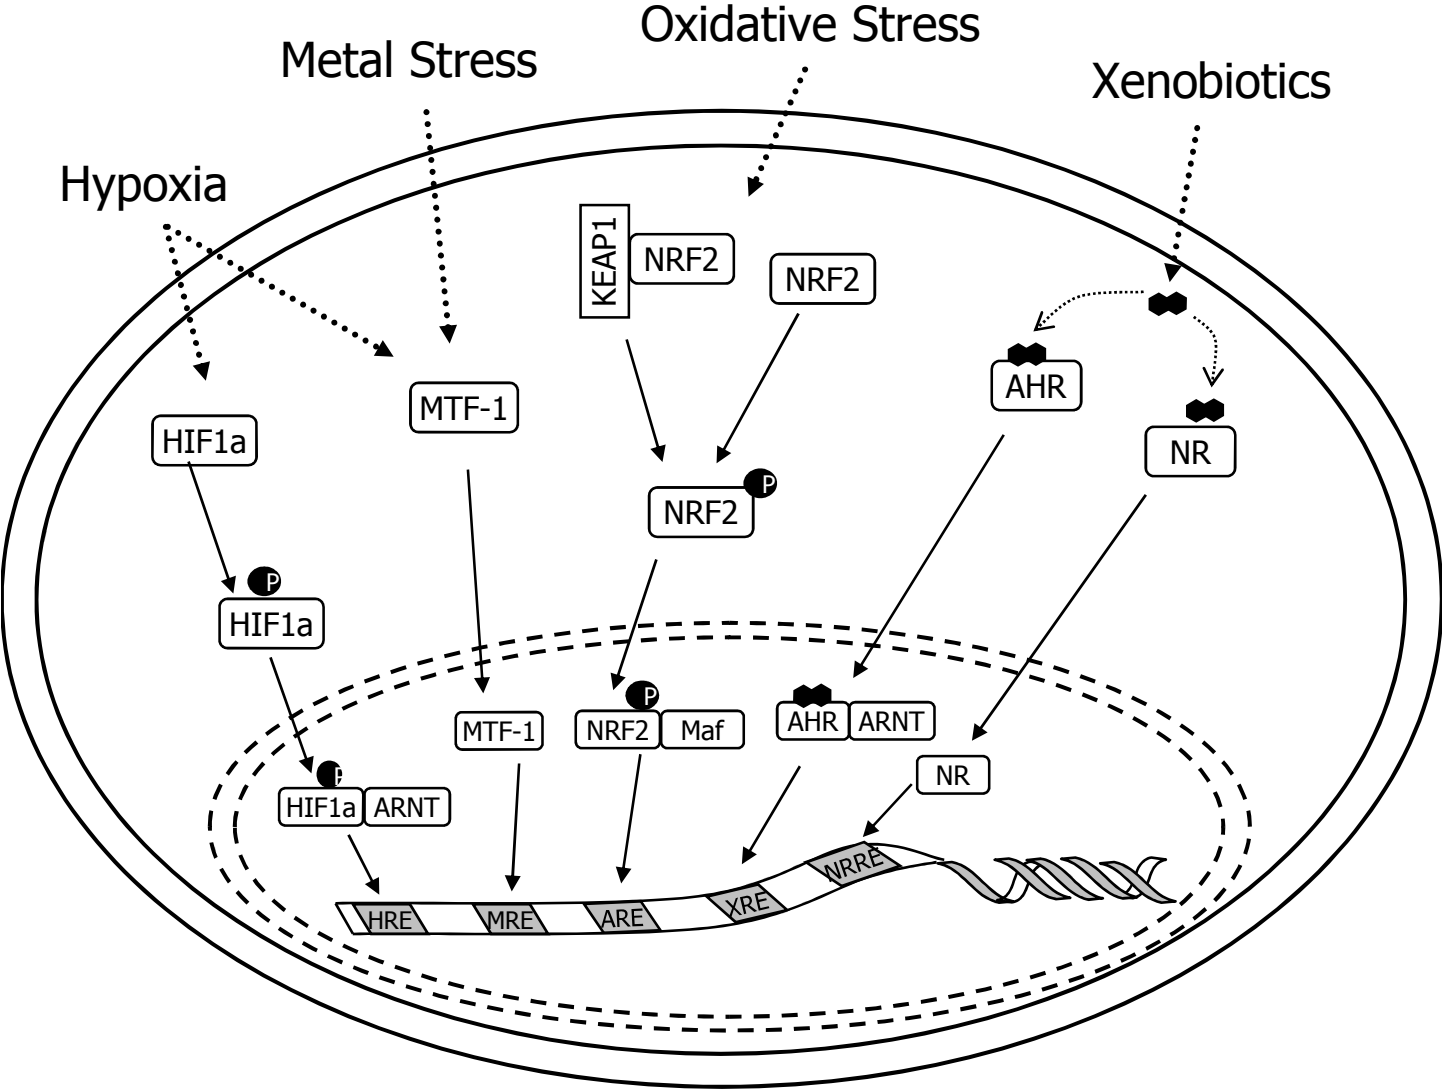 Oxidative Stress
Metal Stress
Xenobiotics
Hypoxia
KEAP1
NRF2
NRF2
AHR
MTF-1
HIF1a
NR
P
NRF2
P
HIF1a
P
NRF2
Maf
AHR
ARNT
MTF-1
NR
P
HIF1a
ARNT
NRRE
XRE
HRE
MRE
ARE